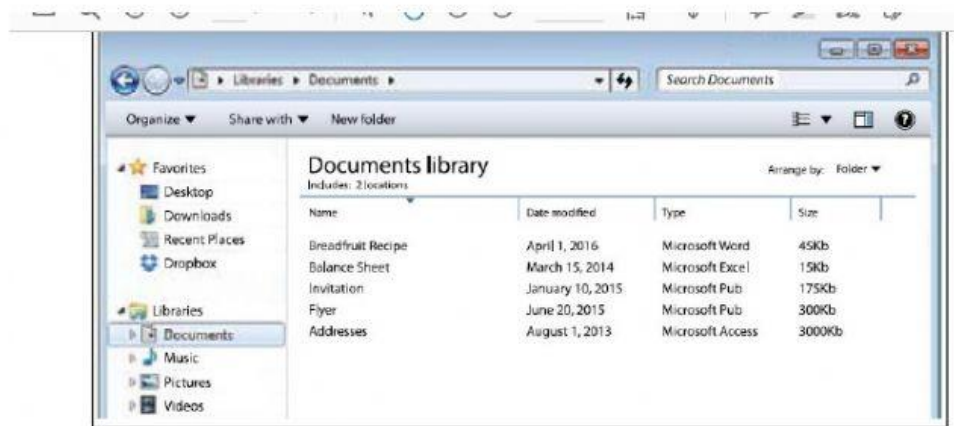 Libraries Documents
Search Documents
Organize Share with New folder
Favorites
Desktop
Downloads
Recent Places
Dropbox
Libraries
Documents
Music
Pictures
Videos
Documents library
Includes: 2 locations
Arrange by: Folder
Name Date modified Type Size
Breadfruit Recipe April 1, 2016 Microsoft Word 45Kb
Balance Sheet March 15, 2014 Microsoft Excel 15Kb
Invitation January 10, 2015 Microsoft Pub 175Kb
Flyer June 20, 2015 Microsoft Pub 300Kb
Addresses August 1, 2013 Microsoft Access 3000Kb